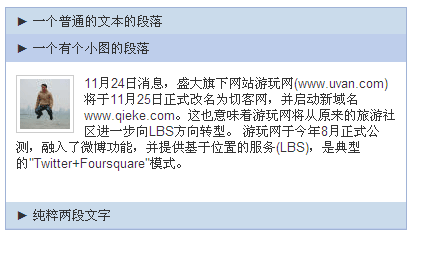 ► 一个普通的文本的段落
► 一个有个小图的段落
11月24日消息，盛大旗下网站游玩网(www.uvan.com)
将于11月25日正式改名为切客网，并启动新域名
www.qieke.com。这也意味着游玩网将从原来的旅游社
区进一步向LBS方向转型。 游玩网于今年8月正式公
测，融入了微博功能，并提供基于位置的服务(LBS)，是典型
的"Twitter+Foursquare"模式。
► 纯粹两段文字